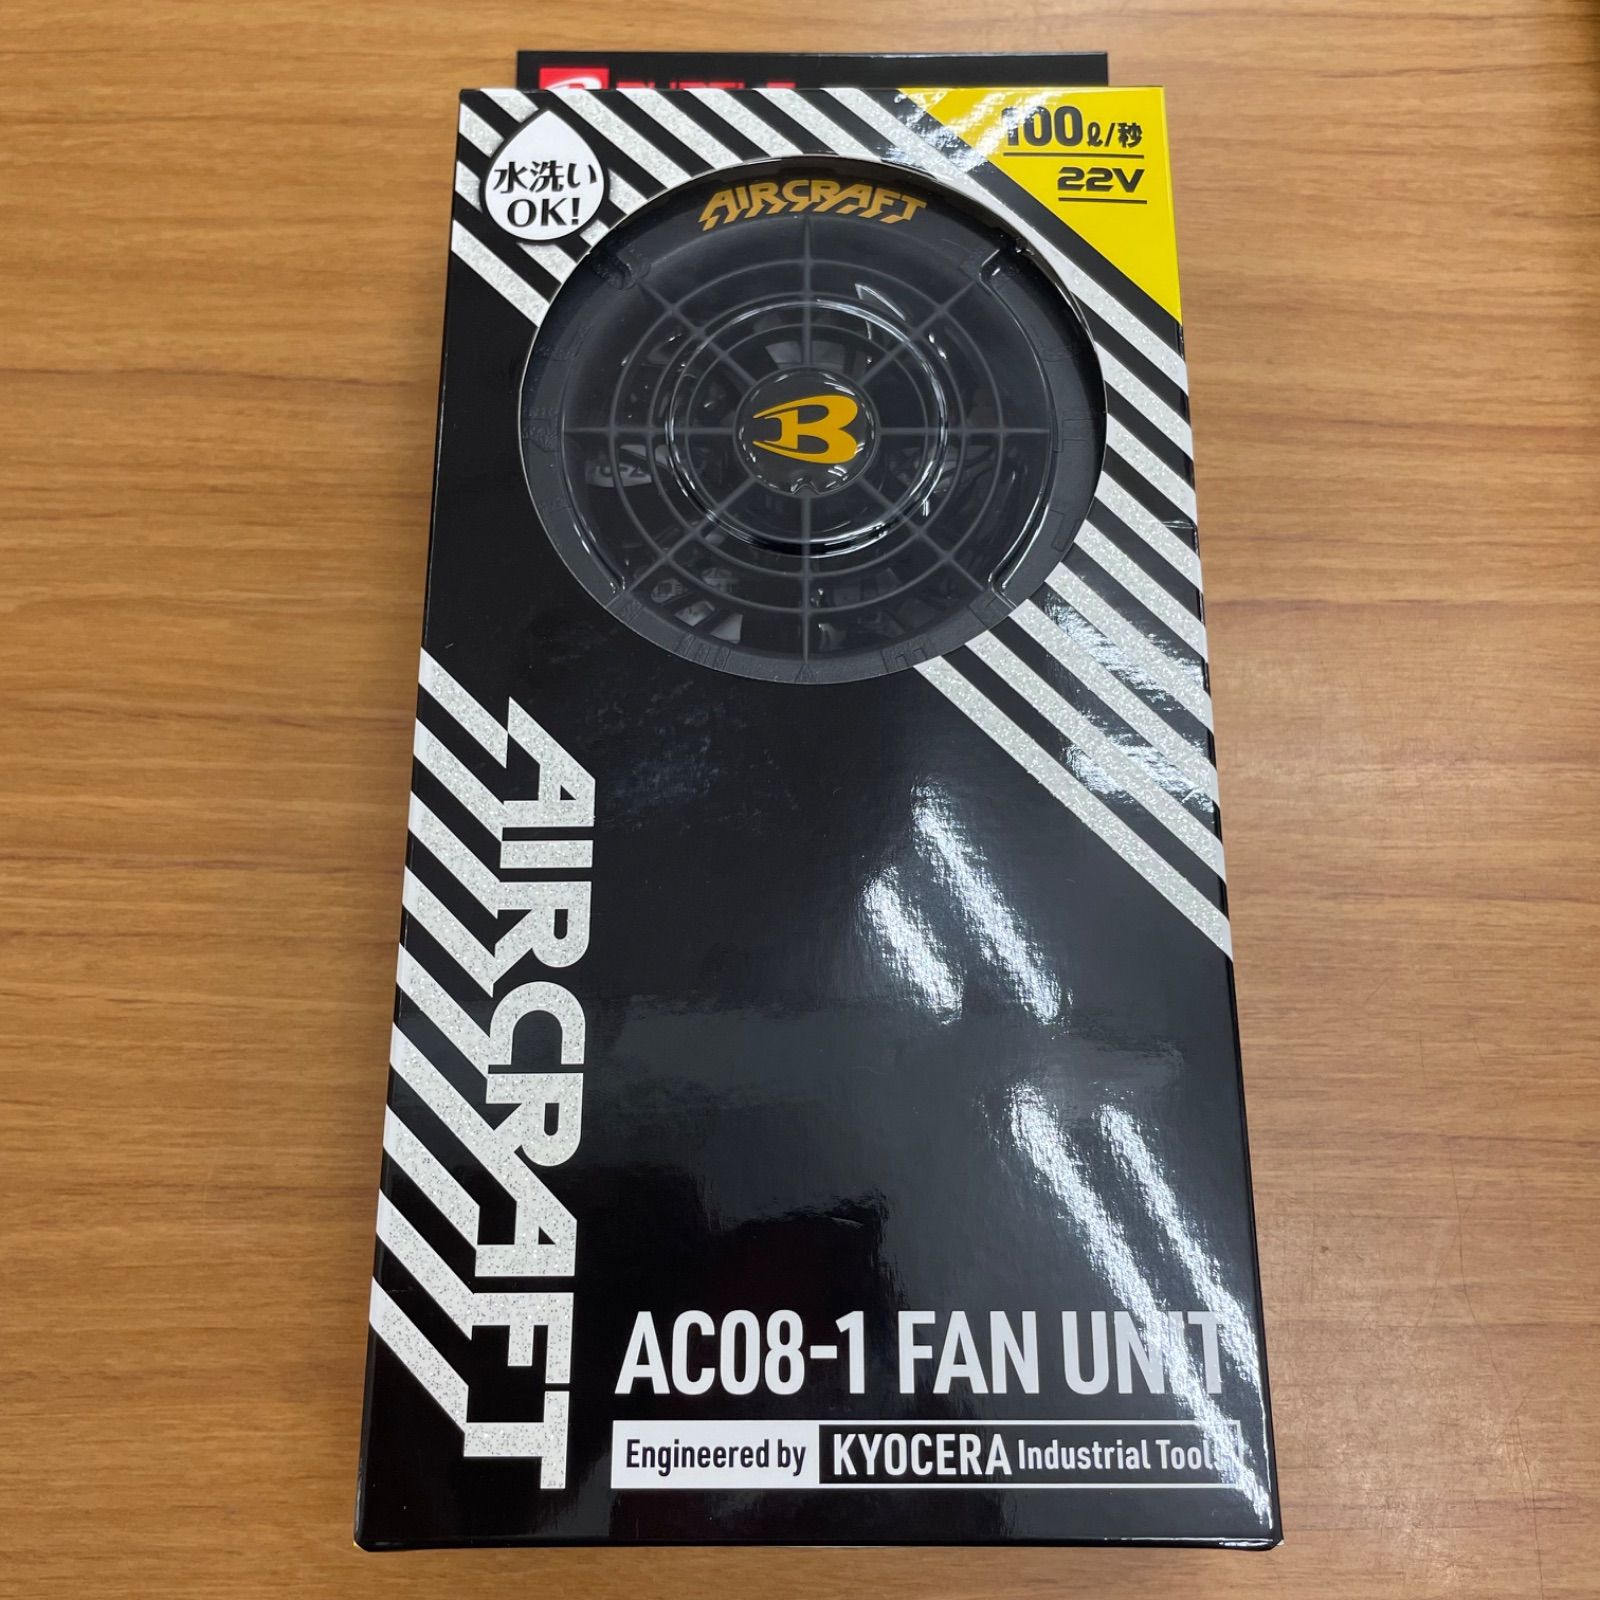 100ℓ/秒
22V
水洗い
OK!
AIRCRAFT
B
AIRCRAFT
AC08-1 FAN UNIT
Engineered by KYOCERA Industrial Tools